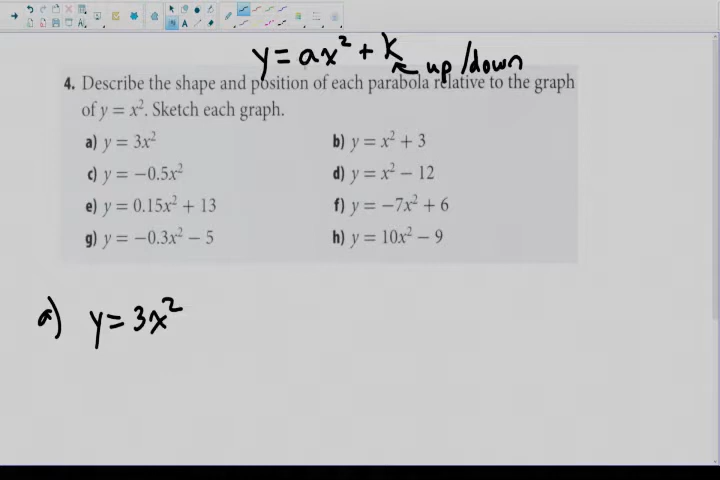 y = ax² + k
up/down
4. Describe the shape and position of each parabola relative to the graph
of y = x². Sketch each graph.
a) y = 3x²
b) y = x² + 3
c) y = −0.5x²
d) y = x² − 12
e) y = 0.15x² + 13
f) y = −7x² + 6
g) y = −0.3x² − 5
h) y = 10x² − 9
a) y = 3x²